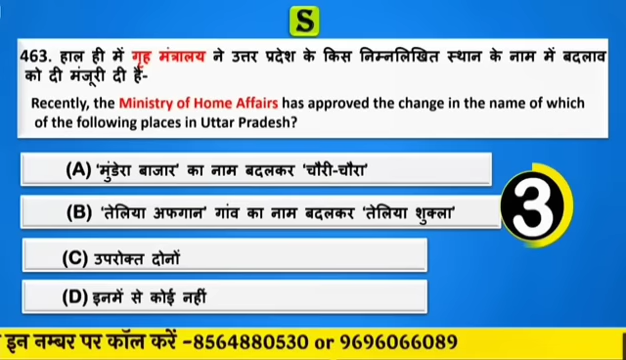 S
463. हाल ही में गृह मंत्रालय ने उत्तर प्रदेश के किस निम्नलिखित स्थान के नाम में बदलाव
को दी मंजूरी दी हैं-
Recently, the Ministry of Home Affairs has approved the change in the name of which
of the following places in Uttar Pradesh?
(A) 'मुंडेरा बाजार' का नाम बदलकर 'चौरी-चौरा'
(B) 'तेलिया अफगान' गांव का नाम बदलकर 'तेलिया शुक्ला'
3
(C) उपरोक्त दोनों
(D) इनमें से कोई नहीं
इन नम्बर पर कॉल करें -8564880530 or 9696066089